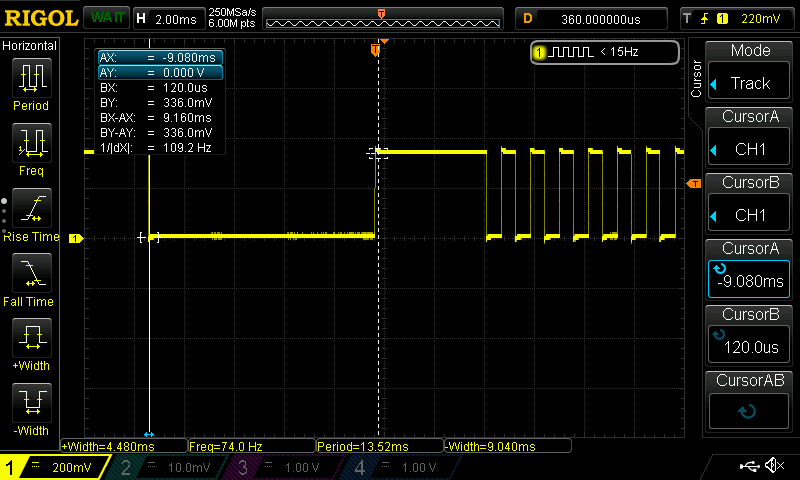 RIGOL WAIT H 2.00ms 250MSa/s 6.00M pts T D 360.000000us T 1 220mV
Horizontal
Period
Freq
Rise Time
Fall Time
+Width
-Width
AX: = -9.080ms
AY: = 0.000 V
BX: = 120.0us
BY: = 336.0mV
BX-AX: = 9.160ms
BY-AY: = 336.0mV
1/|dX|: = 109.2 Hz
T
1 < 15Hz
T
1
Cursor
Mode
Track
CursorA
CH1
CursorB
CH1
CursorA
-9.080ms
CursorB
120.0us
CursorAB
+Width=4.480ms Freq=74.0 Hz Period=13.52ms -Width=9.040ms
1 = 200mV 2 = 10.0mV 3 = 1.00 V 4 = 1.00 V